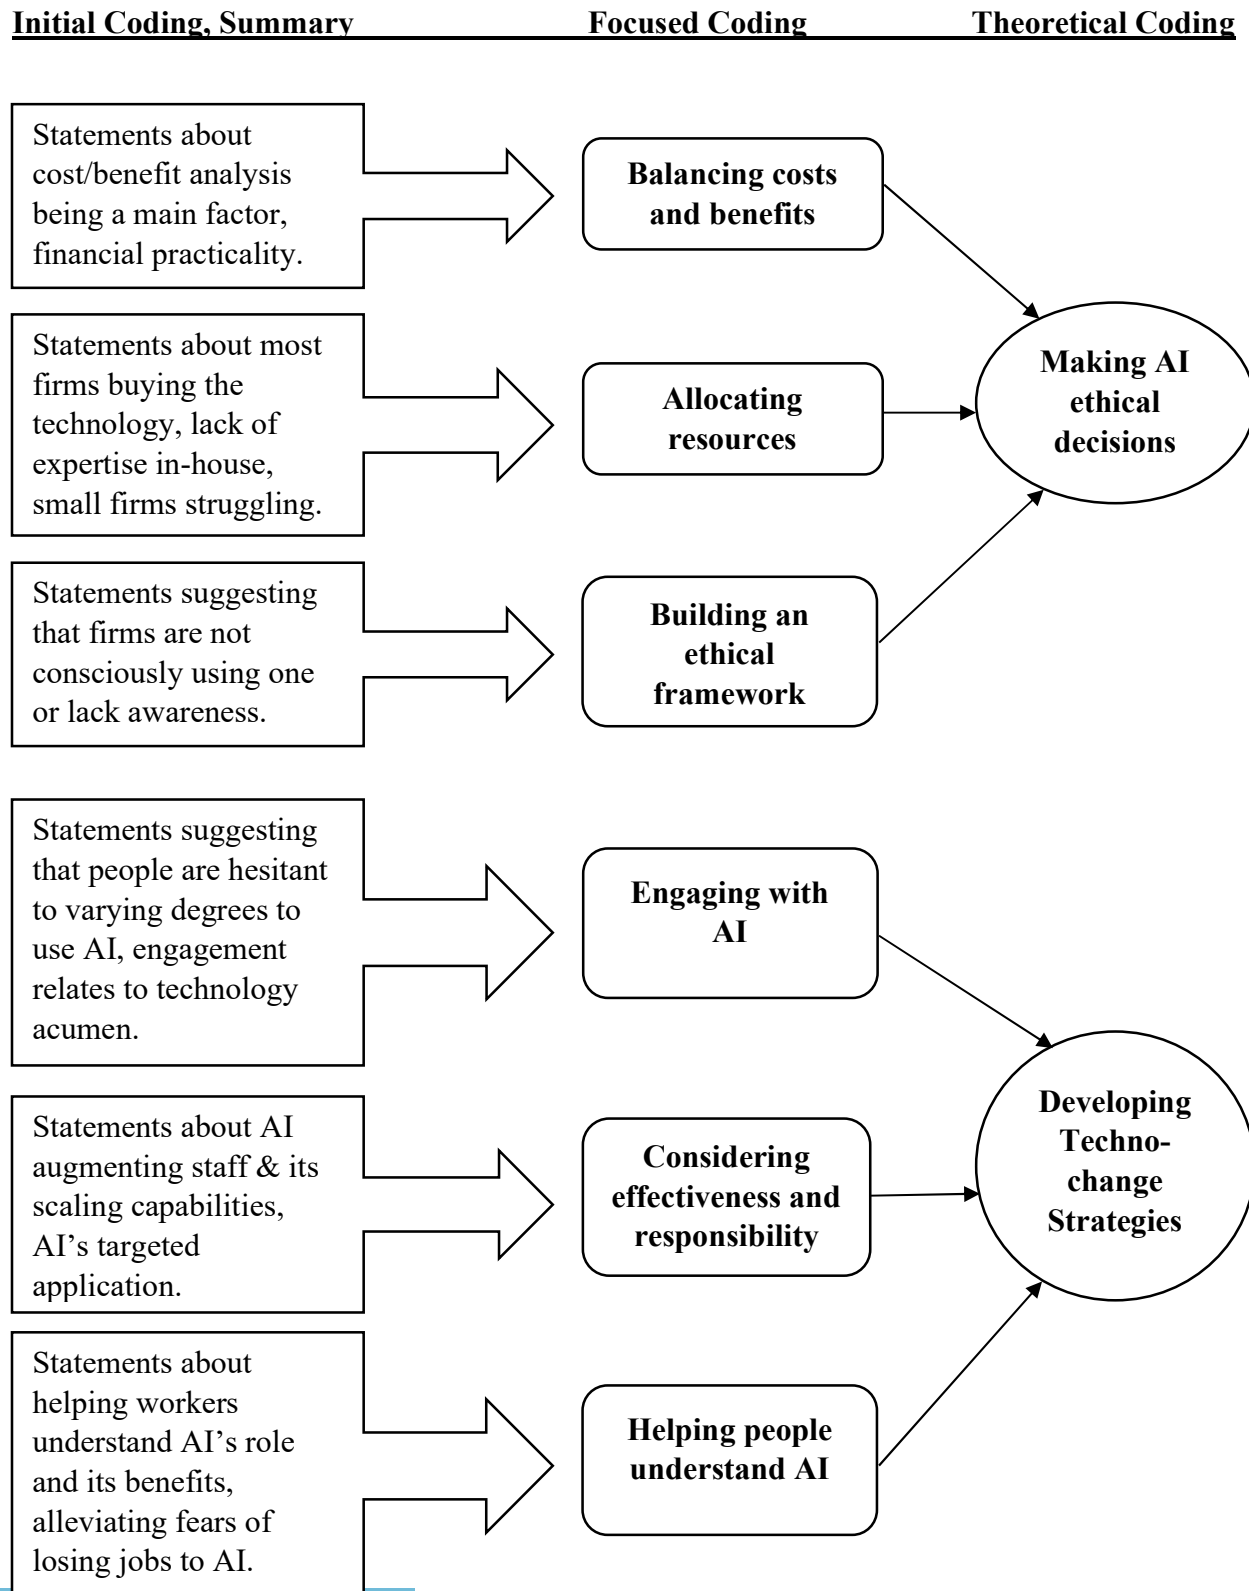 Initial Coding, Summary Focused Coding Theoretical Coding
Statements about
cost/benefit analysis
being a main factor,
financial practicality.
Balancing costs
and benefits
Statements about most
firms buying the
technology, lack of
expertise in-house,
small firms struggling.
Allocating
resources
Making AI
ethical
decisions
Statements suggesting
that firms are not
consciously using one
or lack awareness.
Building an
ethical
framework
Statements suggesting
that people are hesitant
to varying degrees to
use AI, engagement
relates to technology
acumen.
Engaging with
AI
Statements about AI
augmenting staff & its
scaling capabilities,
AI’s targeted
application.
Considering
effectiveness and
responsibility
Developing
Techno-
change
Strategies
Statements about
helping workers
understand AI’s role
and its benefits,
alleviating fears of
losing jobs to AI.
Helping people
understand AI